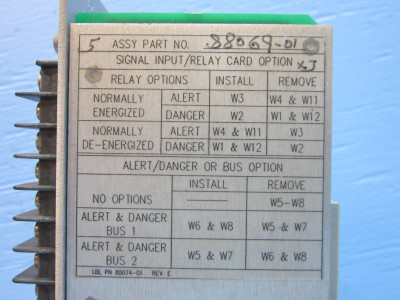 5 ASSY PART NO. 88069-01
SIGNAL INPUT/RELAY CARD OPTION XJ
RELAY OPTIONS INSTALL REMOVE
NORMALLY ENERGIZED ALERT W3 W4 & W11
DANGER W2 W1 & W12
NORMALLY DE-ENERGIZED ALERT W4 & W11 W3
DANGER W1 & W12 W2
ALERT/DANGER OR BUS OPTION
INSTALL REMOVE
NO OPTIONS ——— W5-W8
ALERT & DANGER BUS 1 W6 & W8 W5 & W7
ALERT & DANGER BUS 2 W5 & W7 W6 & W8
LBL PN 80074-01 REV E